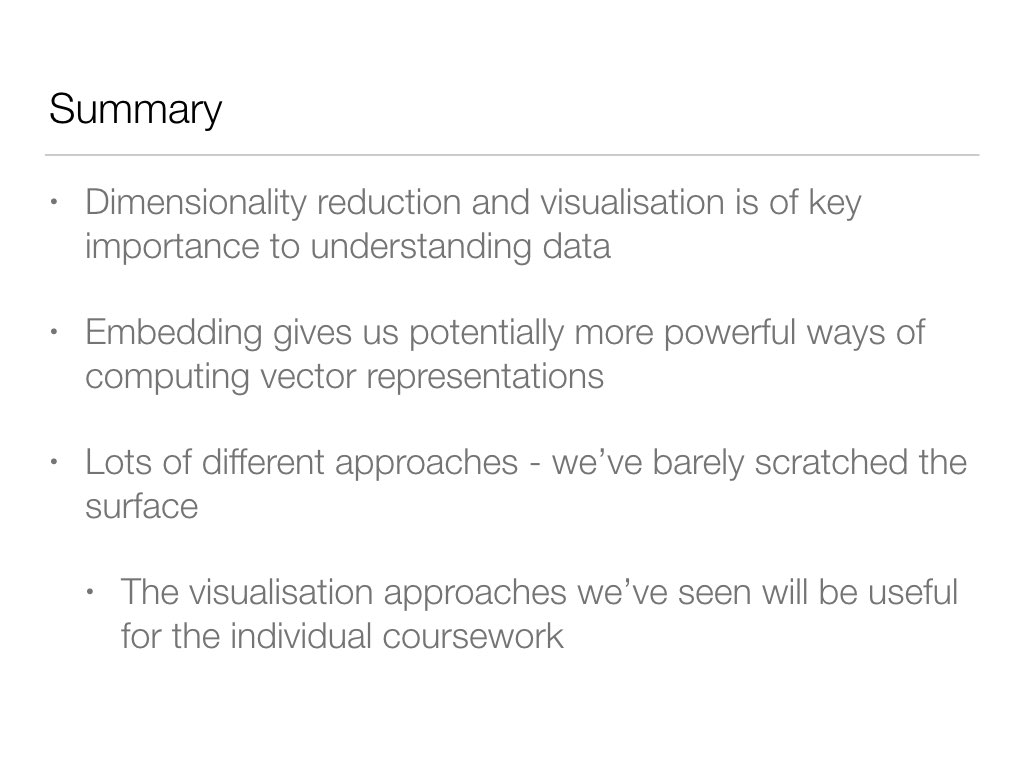 Summary
• Dimensionality reduction and visualisation is of key
importance to understanding data
• Embedding gives us potentially more powerful ways of
computing vector representations
• Lots of different approaches - we’ve barely scratched the
surface
• The visualisation approaches we’ve seen will be useful
for the individual coursework